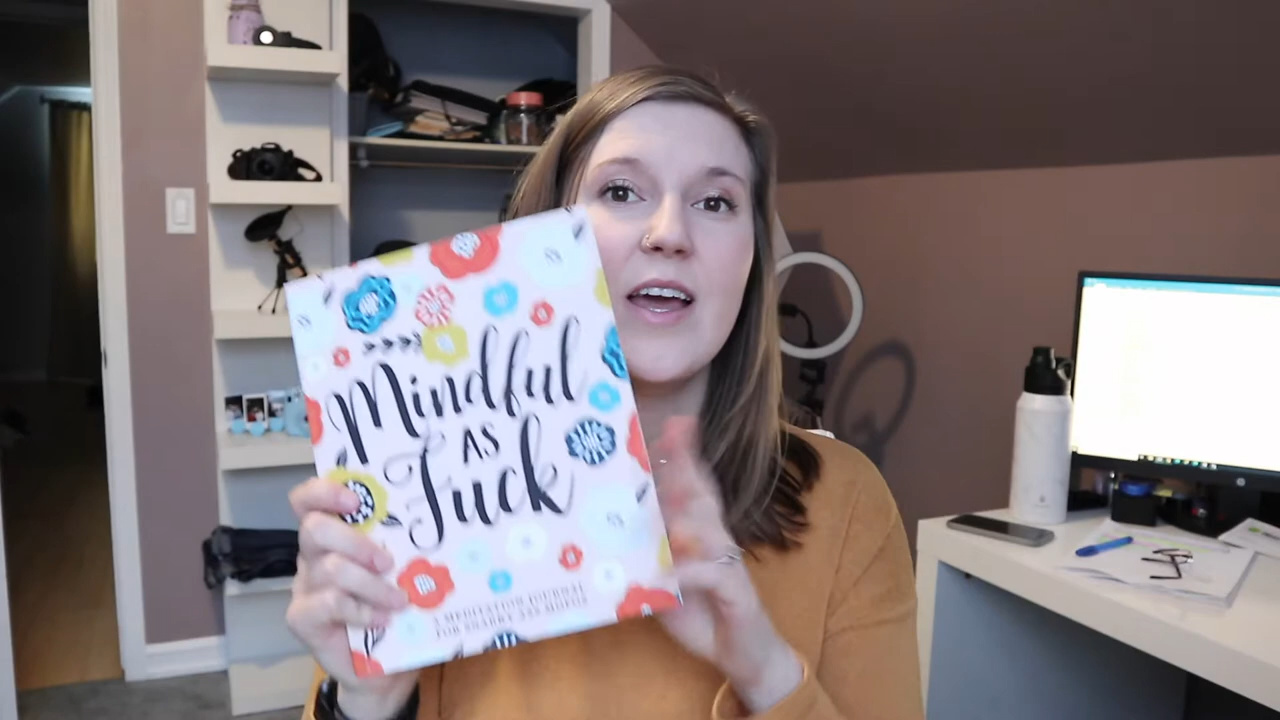 Mindful
AS
Fuck
A MEDITATION JOURNAL
FOR SNARKY ASS MOFOS